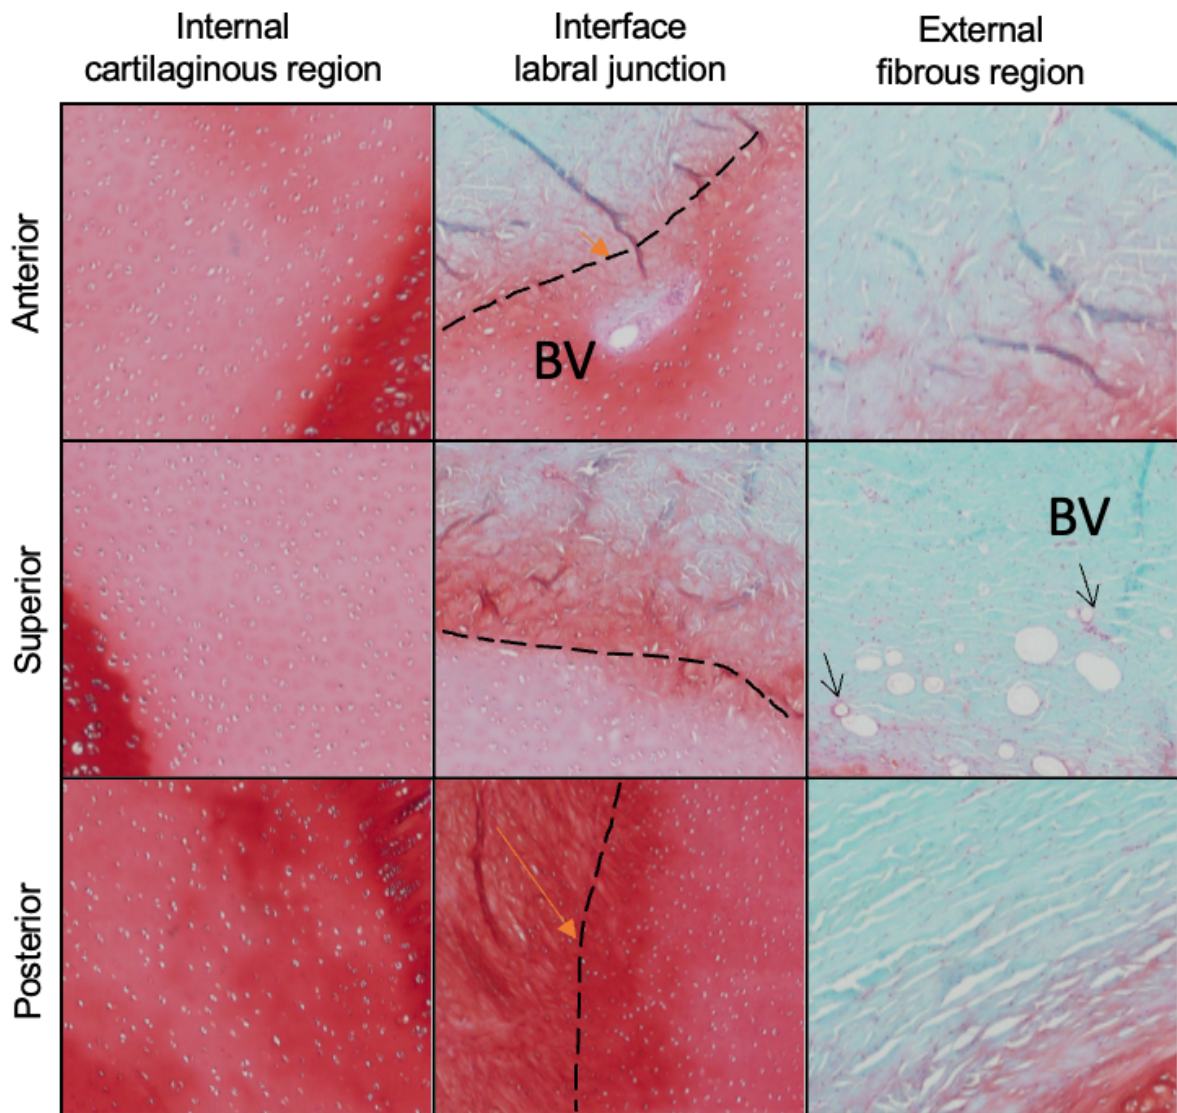 Internal
cartilaginous region
Interface
labral junction
External
fibrous region
Anterior
BV
Superior
BV
Posterior